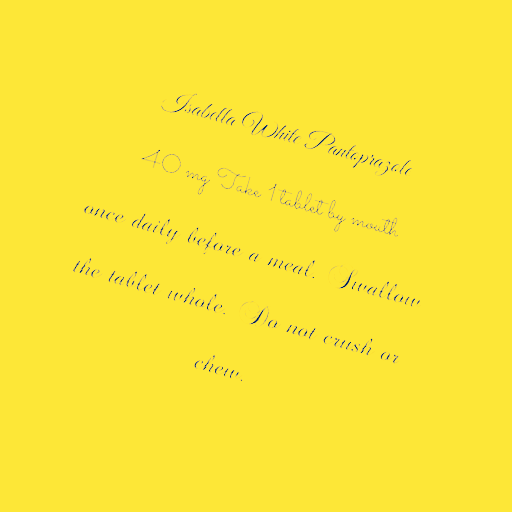 Isabella White Pantoprazole
40 mg Take 1 tablet by mouth
once daily before a meal. Swallow
the tablet whole. Do not crush or
chew.